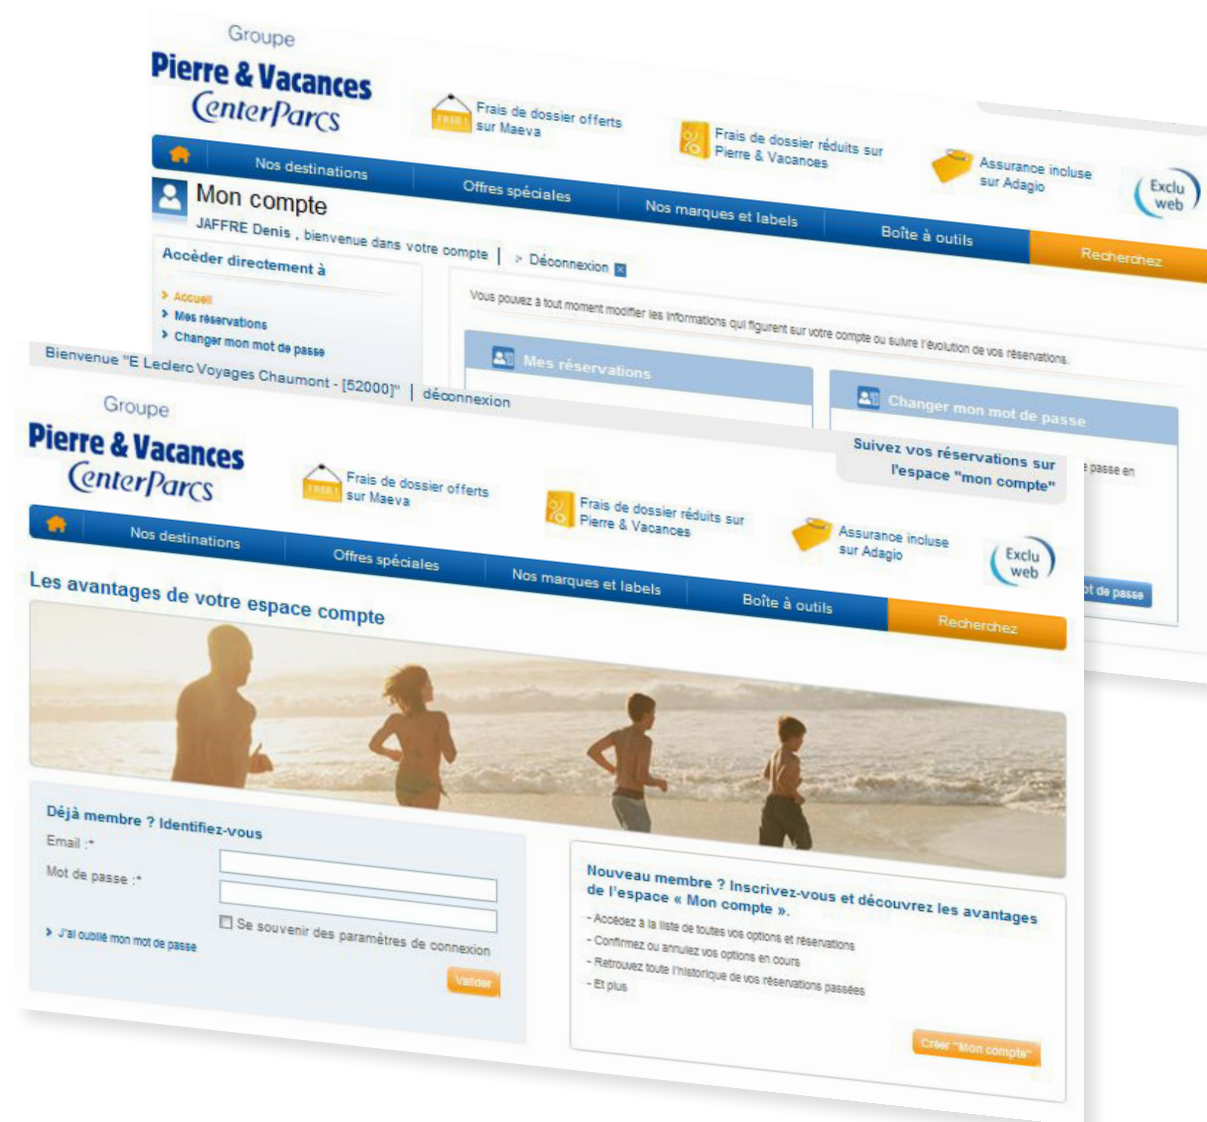 Groupe
Pierre & Vacances
CenterParcs
FREE !
Frais de dossier offerts
sur Maeva
%
Frais de dossier réduits sur
Pierre & Vacances
Assurance incluse
sur Adagio
Exclu
web
Nos destinations
Offres spéciales
Nos marques et labels
Boîte à outils
Recherchez
Mon compte
JAFFRE Denis , bienvenue dans votre compte | > Déconnexion
Accèder directement à
> Accueil
> Mes réservations
> Changer mon mot de passe
Vous pouvez à tout moment modifier les informations qui figurent sur votre compte ou suivre l'évolution de vos réservations.
Mes réservations
Changer mon mot de passe
e passe en
ot de passe
Bienvenue "E Leclerc Voyages Chaumont - [52000]" | déconnexion
Suivez vos réservations sur
l'espace "mon compte"
Groupe
Pierre & Vacances
CenterParcs
FREE !
Frais de dossier offerts
sur Maeva
%
Frais de dossier réduits sur
Pierre & Vacances
Assurance incluse
sur Adagio
Exclu
web
Nos destinations
Offres spéciales
Nos marques et labels
Boîte à outils
Recherchez
Les avantages de votre espace compte
Déjà membre ? Identifiez-vous
Email :*
Mot de passe :*
Se souvenir des paramètres de connexion
> J'ai oublié mon mot de passe
Valider
Nouveau membre ? Inscrivez-vous et découvrez les avantages
de l'espace « Mon compte ».
- Accédez à la liste de toutes vos options et réservations
- Confirmez ou annulez vos options en cours
- Retrouvez toute l'historique de vos réservations passées
- Et plus
Créer "Mon compte"